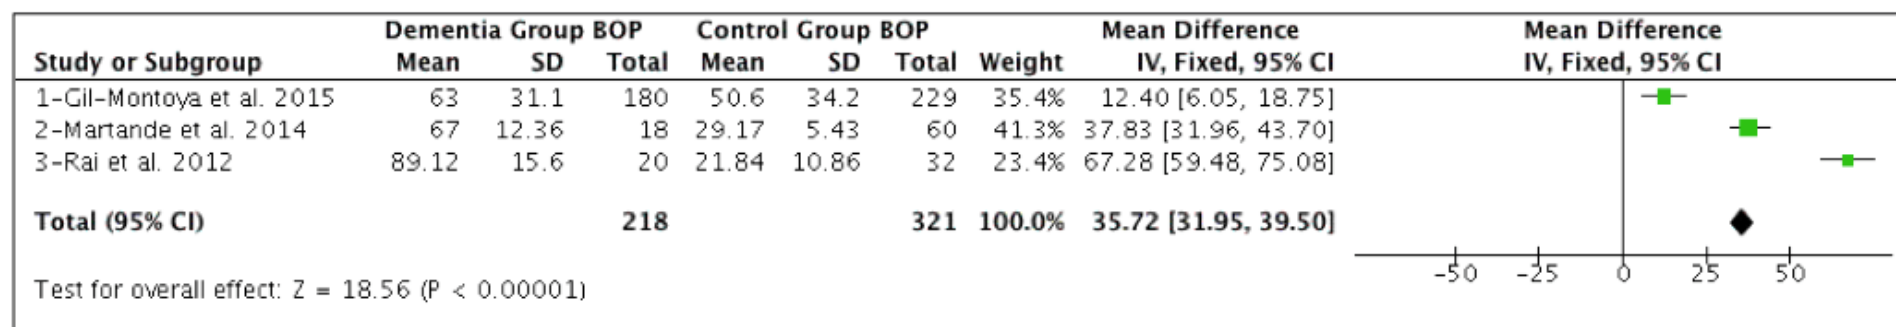 Dementia Group BOP Control Group BOP Mean Difference Mean Difference
Study or Subgroup Mean SD Total Mean SD Total Weight IV, Fixed, 95% CI IV, Fixed, 95% CI
1-Gil-Montoya et al. 2015 63 31.1 180 50.6 34.2 229 35.4% 12.40 [6.05, 18.75]
2-Martande et al. 2014 67 12.36 18 29.17 5.43 60 41.3% 37.83 [31.96, 43.70]
3-Rai et al. 2012 89.12 15.6 20 21.84 10.86 32 23.4% 67.28 [59.48, 75.08]
Total (95% CI) 218 321 100.0% 35.72 [31.95, 39.50]
-50 -25 0 25 50
Test for overall effect: Z = 18.56 (P < 0.00001)